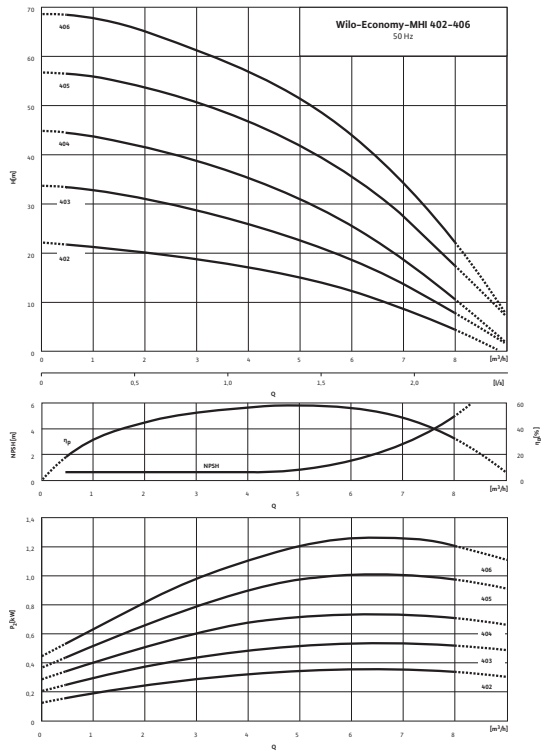 Wilo-Economy-MHI 402-406
50 Hz
70
60
50
40
30
20
10
0
H[m]
406
405
404
403
402
0 1 2 3 4 5 6 7 8 [m³/h]
0 0,5 1,0 1,5 2,0 [l/s]
Q
6
4
2
0
NPSH[m]
ηp
NPSH
60
40
20
0
ηp[%]
0 1 2 3 4 5 6 7 8 [m³/h]
Q
1,4
1,2
1,0
0,8
0,6
0,4
0,2
0
P₂[kW]
406
405
404
403
402
0 1 2 3 4 5 6 7 8 [m³/h]
Q